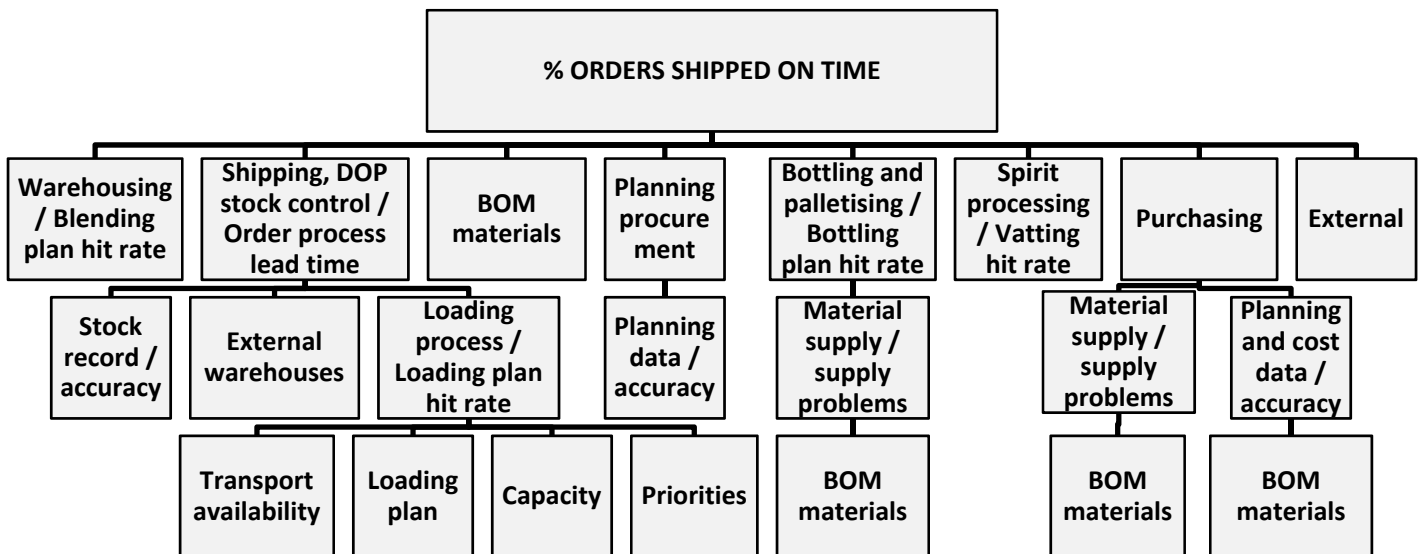 % ORDERS SHIPPED ON TIME
Warehousing
/ Blending
plan hit rate
Shipping, DOP
stock control /
Order process
lead time
BOM
materials
Planning
procure
ment
Bottling and
palletising /
Bottling
plan hit rate
Spirit
processing
/ Vatting
hit rate
Purchasing
External
Stock
record /
accuracy
External
warehouses
Loading
process /
Loading plan
hit rate
Planning
data /
accuracy
Material
supply /
supply
problems
Material
supply /
supply
problems
Planning
and cost
data /
accuracy
Transport
availability
Loading
plan
Capacity
Priorities
BOM
materials
BOM
materials
BOM
materials